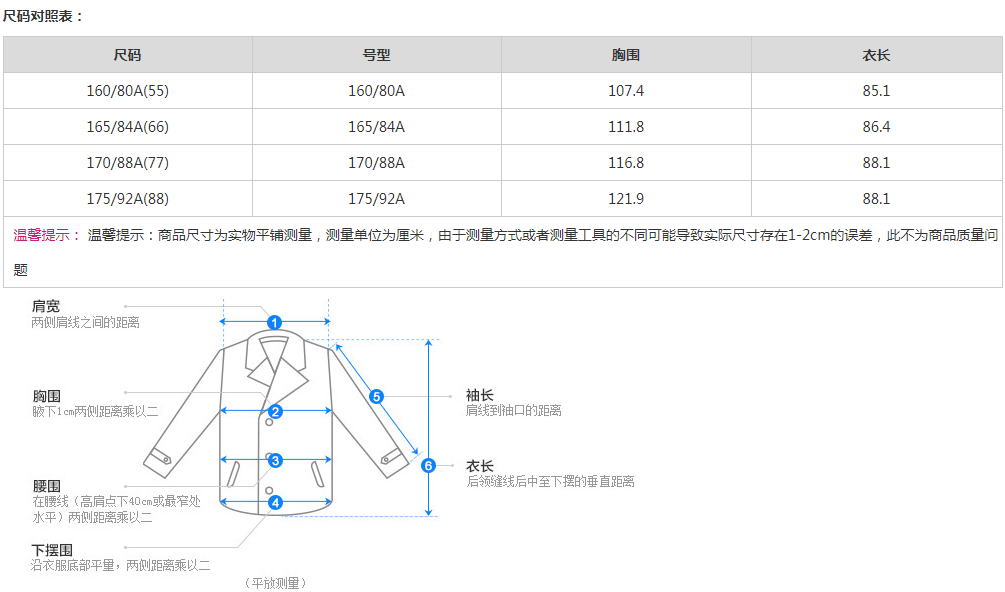 尺码对照表：
尺码 号型 胸围 衣长
160/80A(55) 160/80A 107.4 85.1
165/84A(66) 165/84A 111.8 86.4
170/88A(77) 170/88A 116.8 88.1
175/92A(88) 175/92A 121.9 88.1
温馨提示： 温馨提示：商品尺寸为实物平铺测量，测量单位为厘米，由于测量方式或者测量工具的不同可能导致实际尺寸存在1-2cm的误差，此不为商品质量问
题
肩宽
两侧肩线之间的距离
1
胸围
腋下1cm两侧距离乘以二
2
5
袖长
肩线到袖口的距离
3
6
衣长
后领缝线后中至下摆的垂直距离
腰围
在腰线（高肩点下40cm或最窄处
水平）两侧距离乘以二
4
下摆围
沿衣服底部平量，两侧距离乘以二
（平放测量）